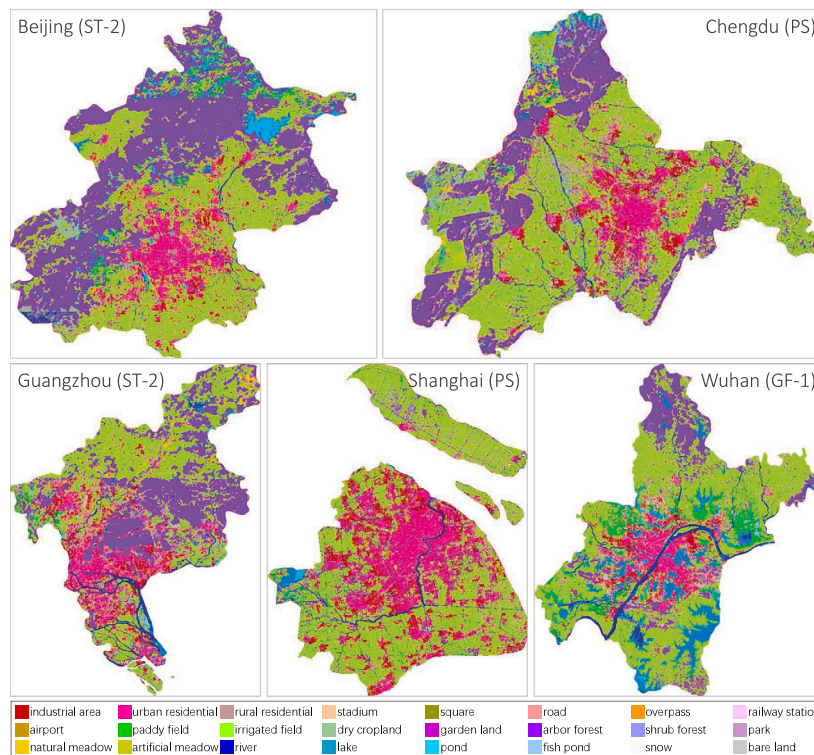 Beijing (ST-2)
Chengdu (PS)
Guangzhou (ST-2)
Shanghai (PS)
Wuhan (GF-1)
industrial area urban residential rural residential stadium square road overpass railway statio
airport paddy field irrigated field dry cropland garden land arbor forest shrub forest park
natural meadow artificial meadow river lake pond fish pond snow bare land